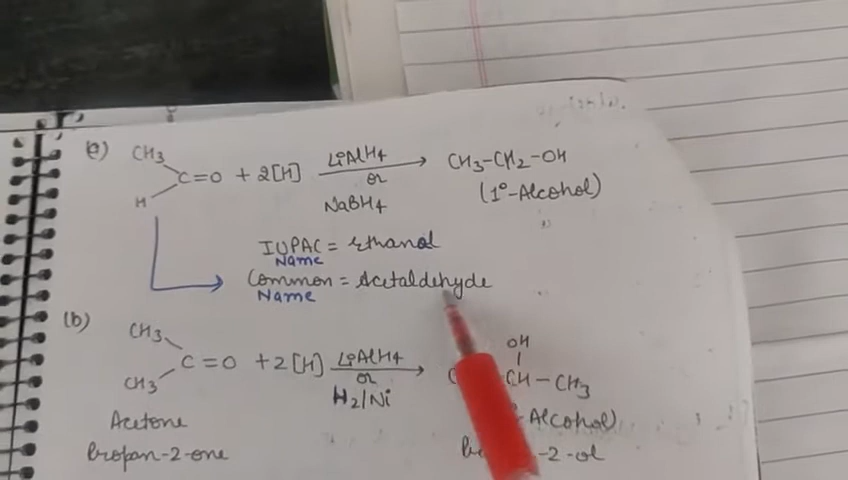 a) CH3
C=O + 2[H] LiAlH4 or NaBH4 → CH3-CH2-OH
H
(1°-Alcohol)
IUPAC Name = Ethanal
Common Name = Acetaldehyde
(b) CH3
C=O + 2[H] LiAlH4 or H2/Ni →
CH3
OH
CH-CH3
Acetone
Alcohol)
Propan-2-one
-2-ol